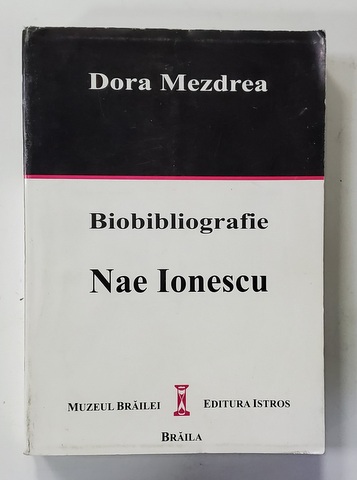 Dora Mezdrea
Biobibliografie
Nae Ionescu
MUZEUL BRĂILEI EDITURA ISTROS
BRĂILA